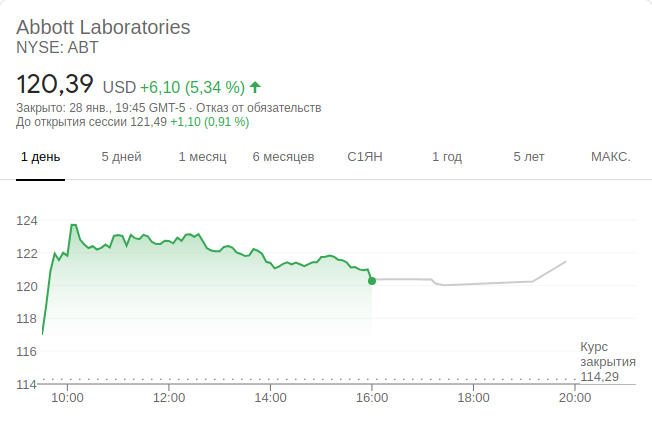 Abbott Laboratories
NYSE: ABT
120,39 USD +6,10 (5,34 %)
Закрыто: 28 янв., 19:45 GMT-5 · Отказ от обязательств
До открытия сессии 121,49 +1,10 (0,91 %)
1 день 5 дней 1 месяц 6 месяцев С1ЯН 1 год 5 лет МАКС.
124
122
120
118
116
114
Курс
закрытия
114,29
10:00 12:00 14:00 16:00 18:00 20:00